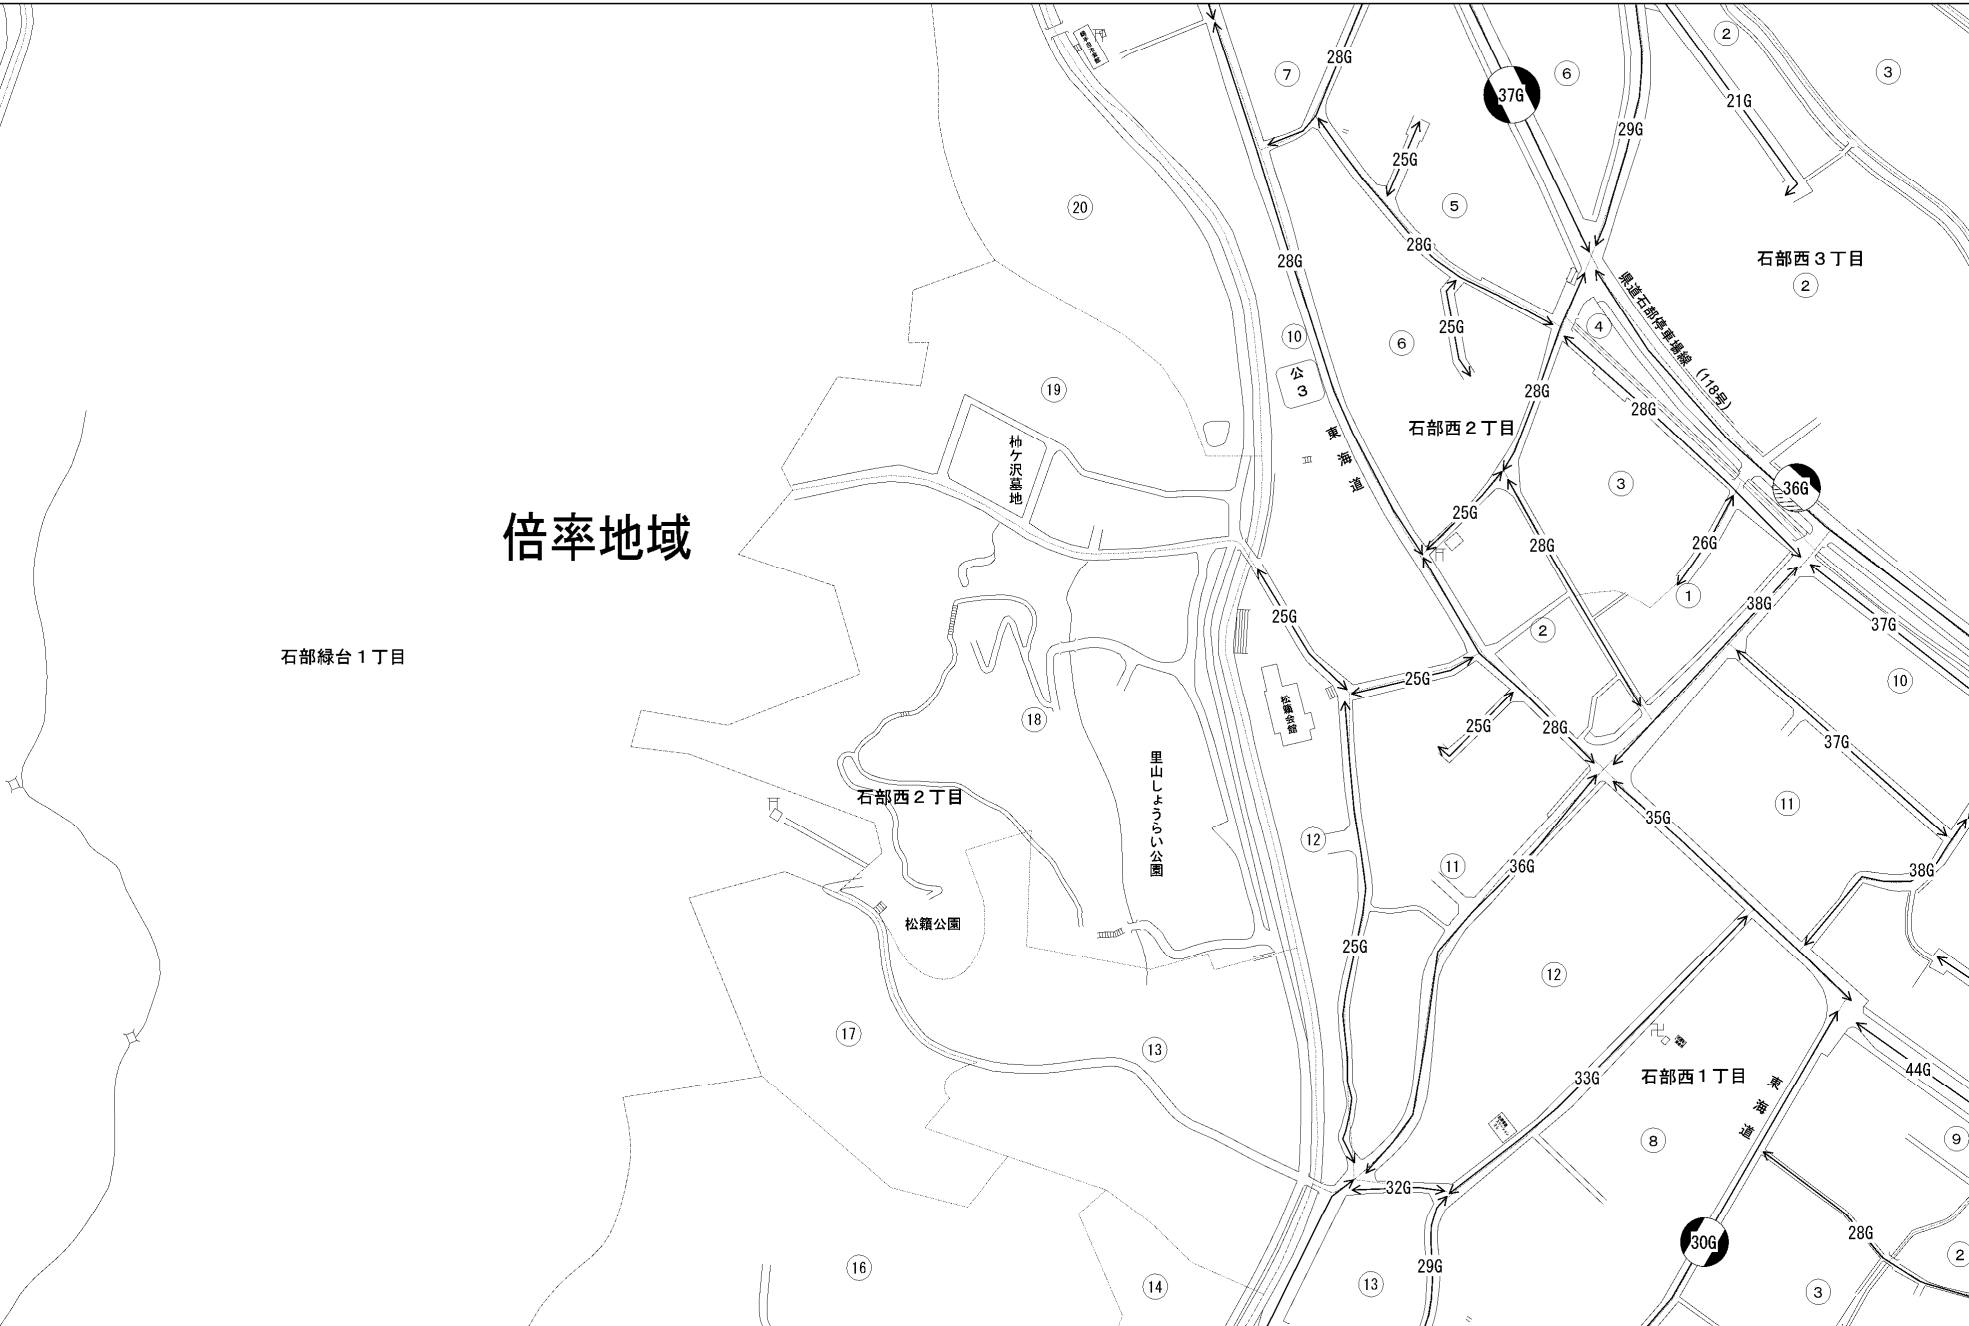 28G
37G
29G
21G
25G
28G
28G
25G
石部西３丁目
県道石部停車場線 (118号)
公
3
東海道
28G
28G
石部西２丁目
36G
25G
28G
26G
38G
37G
柿ケ沢墓地
倍率地域
石部緑台１丁目
25G
25G
25G
28G
松籟会館
里山しょうらい公園
石部西２丁目
松籟公園
37G
35G
36G
38G
25G
44G
33G
石部西１丁目
東海道
32G
30G
28G
29G
②
③
⑦
⑥
⑤
⑳
②
⑩
④
⑥
⑲
③
①
②
⑩
⑱
⑪
⑫
⑪
⑫
⑰
⑬
⑧
⑨
②
⑯
⑭
⑬
③